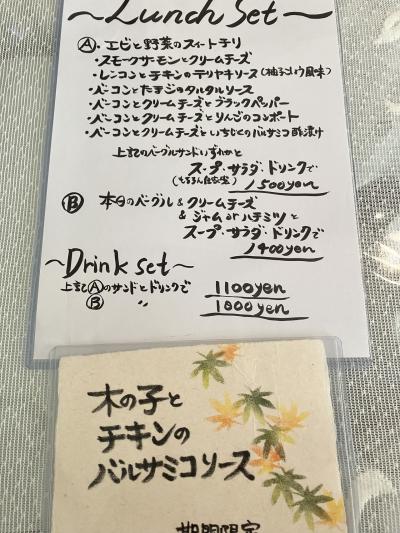 ～Lunch Set～
Ⓐ・エビと野菜のスイートチリ
・スモークサーモンとクリームチーズ
・レンコンとチキンのテリヤキソース(柚子こしょう風味)
・ベーコンとたまごのタルタルソース
・ベーコンとクリームチーズとブラックペッパー
・ベーコンとクリームチーズとりんごのコンポート
・ベーコンとクリームチーズといちじくのバルサミコ酢漬け
上記のベーグルサンドいずれかと
スープ・サラダ・ドリンクで
1500yen
Ⓑ 本日のベーグル&クリームチーズ
&ジャム or ハチミツと
スープ・サラダ・ドリンクで
1400yen
～Drink set～
上記Ⓐのサンドとドリンクで 1100yen
Ⓑ 〃 1000yen
木の子と
チキンの
バルサミコソース
期間限定